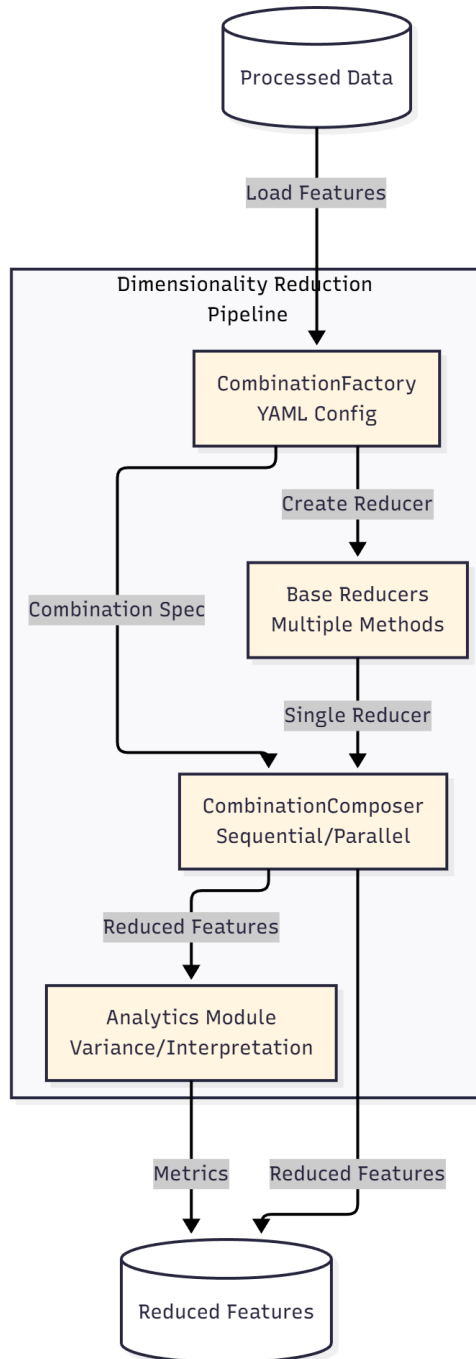 Processed Data
Load Features
Dimensionality Reduction
Pipeline
CombinationFactory
YAML Config
Create Reducer
Combination Spec
Base Reducers
Multiple Methods
Single Reducer
CombinationComposer
Sequential/Parallel
Reduced Features
Analytics Module
Variance/Interpretation
Metrics
Reduced Features
Reduced Features